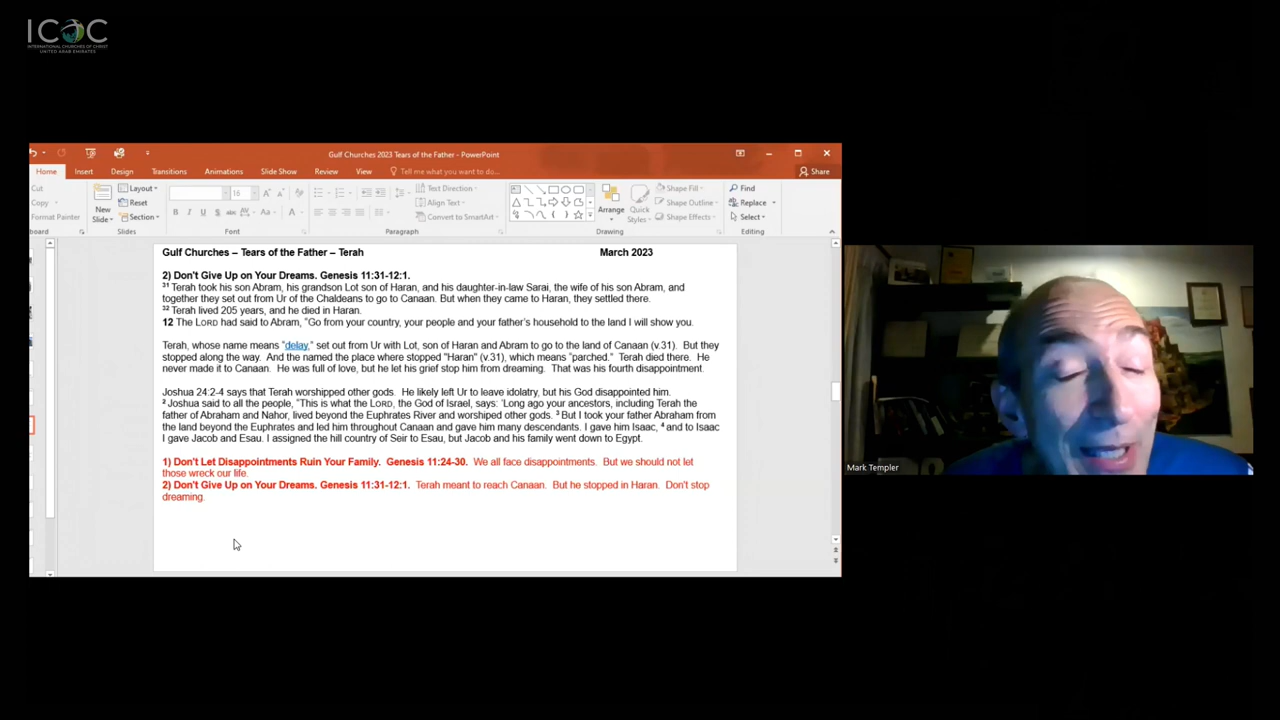 ICOC
INTERNATIONAL CHURCHES OF CHRIST
UNITED ARAB EMIRATES
Gulf Churches 2023 Tears of the Father - PowerPoint
Home Insert Design Transitions Animations Slide Show Review View Tell me what you want to do... Share
Cut
Copy
Format Painter
New
Slide
Layout
Reset
Section
16
B I U S abc AV Aa A
Text Direction
Align Text
Convert to SmartArt
Arrange
Quick
Styles
Shape Fill
Shape Outline
Shape Effects
Find
Replace
Select
board Slides Font Paragraph Drawing Editing
Gulf Churches – Tears of the Father – Terah March 2023
2) Don't Give Up on Your Dreams. Genesis 11:31-12:1.
31 Terah took his son Abram, his grandson Lot son of Haran, and his daughter-in-law Sarai, the wife of his son Abram, and
together they set out from Ur of the Chaldeans to go to Canaan. But when they came to Haran, they settled there.
32 Terah lived 205 years, and he died in Haran.
12 The LORD had said to Abram, “Go from your country, your people and your father’s household to the land I will show you.
Terah, whose name means “delay,” set out from Ur with Lot, son of Haran and Abram to go to the land of Canaan (v.31). But they
stopped along the way. And the named the place where stopped "Haran" (v.31), which means “parched.” Terah died there. He
never made it to Canaan. He was full of love, but he let his grief stop him from dreaming. That was his fourth disappointment.
Joshua 24:2-4 says that Terah worshipped other gods. He likely left Ur to leave idolatry, but his God disappointed him.
2 Joshua said to all the people, “This is what the LORD, the God of Israel, says: ‘Long ago your ancestors, including Terah the
father of Abraham and Nahor, lived beyond the Euphrates River and worshiped other gods. 3 But I took your father Abraham from
the land beyond the Euphrates and led him throughout Canaan and gave him many descendants. I gave him Isaac, 4 and to Isaac
I gave Jacob and Esau. I assigned the hill country of Seir to Esau, but Jacob and his family went down to Egypt.
1) Don't Let Disappointments Ruin Your Family. Genesis 11:24-30. We all face disappointments. But we should not let
those wreck our life.
2) Don't Give Up on Your Dreams. Genesis 11:31-12:1. Terah meant to reach Canaan. But he stopped in Haran. Don't stop
dreaming.
Mark Templer